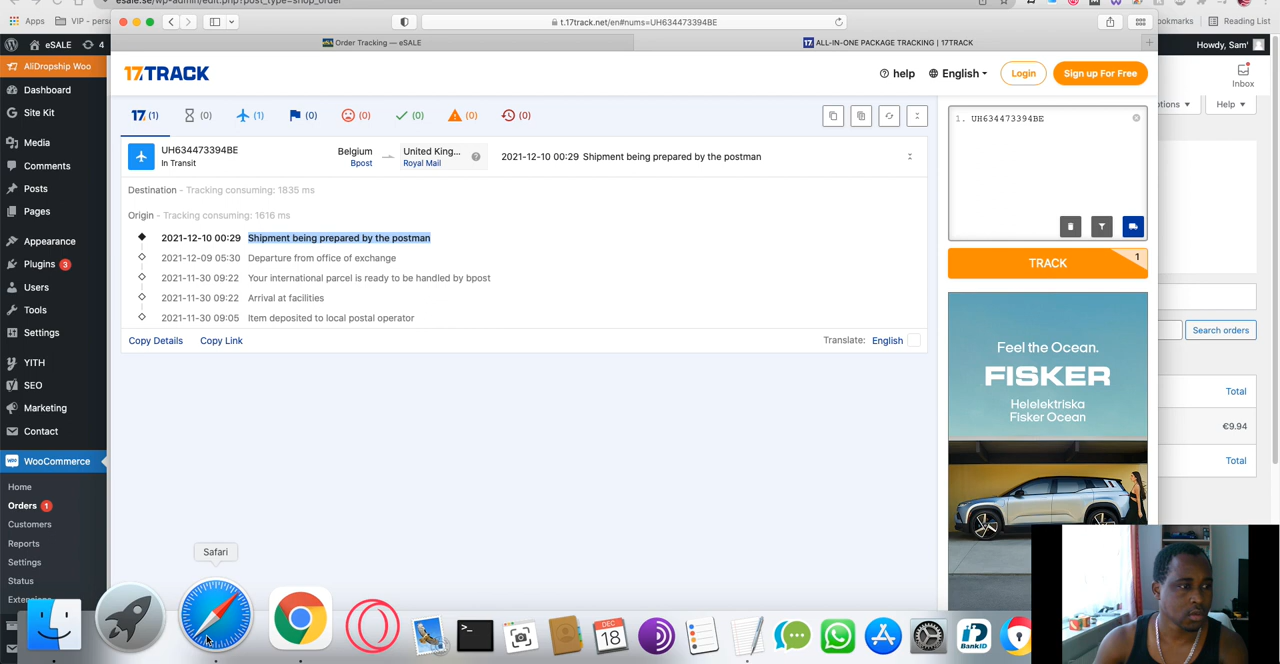 esale.se/wp-admin/edit.php?post_type=shop_order
Apps
VIP - pers
ookmarks
Reading List
t.17track.net/en#nums=UH634473394BE
Order Tracking — eSALE
17 ALL-IN-ONE PACKAGE TRACKING | 17TRACK
eSALE
4
Howdy, Sam'
AliDropship Woo
Dashboard
Site Kit
Media
Comments
Posts
Pages
Appearance
Plugins 3
Users
Tools
Settings
YITH
SEO
Marketing
Contact
WooCommerce
Home
Orders 1
Customers
Reports
Settings
Status
Extens
17TRACK
help
English
Login
Sign up For Free
17 (1)
(0)
(1)
(0)
(0)
(0)
(0)
(0)
UH634473394BE
In Transit
Belgium
Bpost
United King...
Royal Mail
2021-12-10 00:29 Shipment being prepared by the postman
Destination - Tracking consuming: 1835 ms
Origin - Tracking consuming: 1616 ms
2021-12-10 00:29 Shipment being prepared by the postman
2021-12-09 05:30 Departure from office of exchange
2021-11-30 09:22 Your international parcel is ready to be handled by bpost
2021-11-30 09:22 Arrival at facilities
2021-11-30 09:05 Item deposited to local postal operator
Copy Details
Copy Link
Translate: English
1. UH634473394BE
TRACK
1
Feel the Ocean.
FISKER
Helelektriska
Fisker Ocean
Inbox
tions
Help
Search orders
Total
€9.94
Total
Safari
DEC
18
BankID